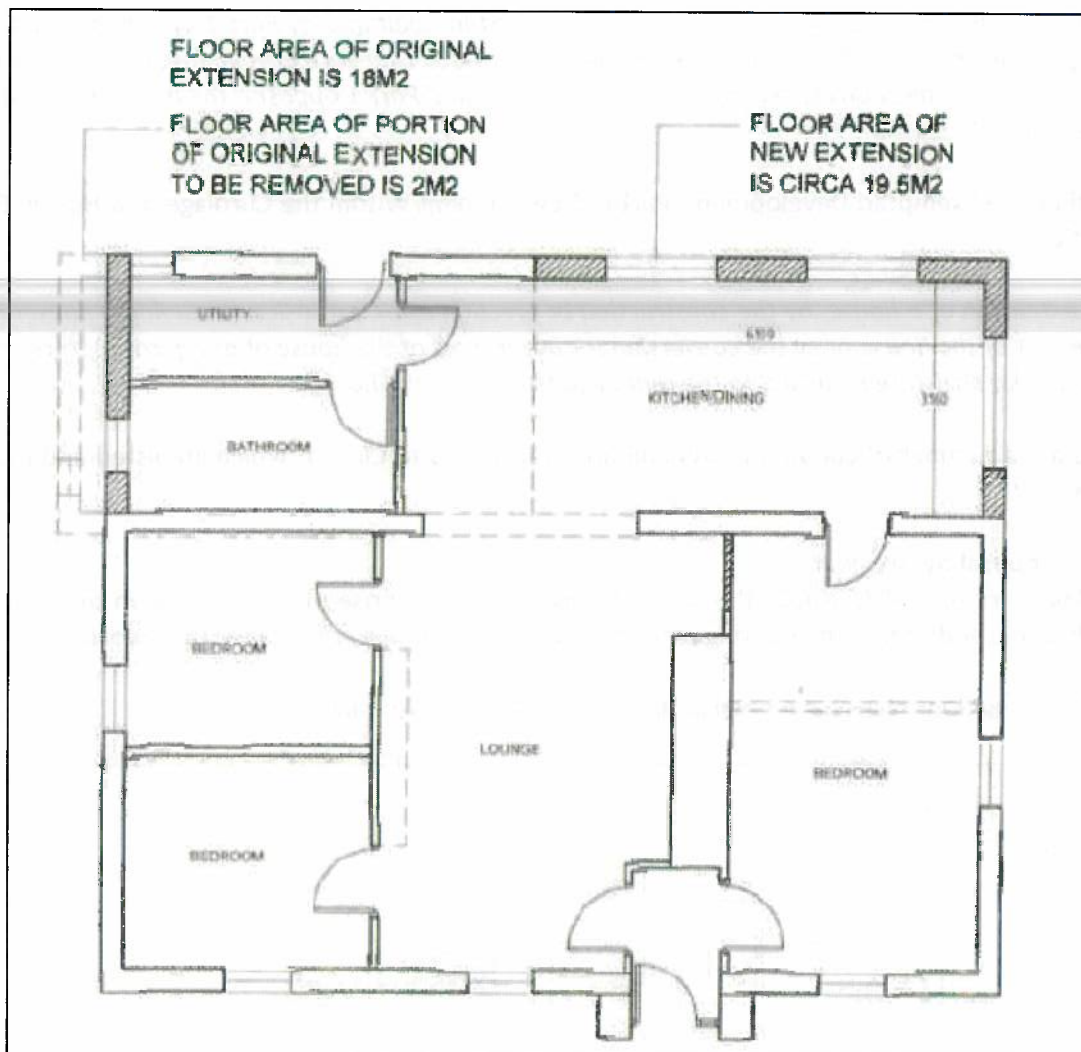 FLOOR AREA OF ORIGINAL
EXTENSION IS 18M2
FLOOR AREA OF PORTION
OF ORIGINAL EXTENSION
TO BE REMOVED IS 2M2
FLOOR AREA OF
NEW EXTENSION
IS CIRCA 19.5M2
UTILITY
KITCHEN/DINING
BATHROOM
BEDROOM
LOUNGE
BEDROOM
BEDROOM